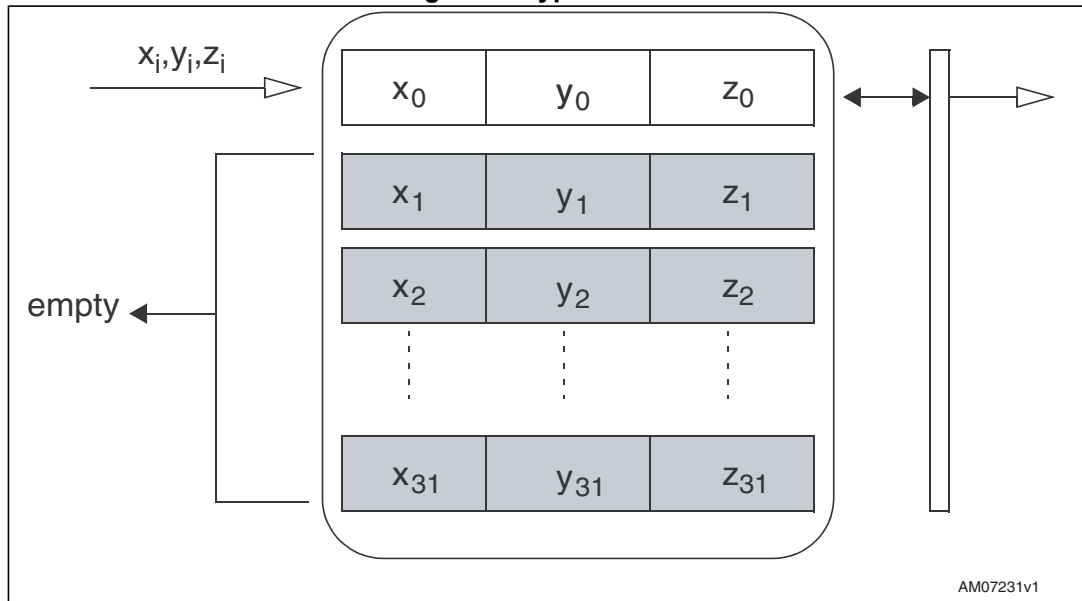 xi,yi,zi
x0 y0 z0
x1 y1 z1
x2 y2 z2
empty
x31 y31 z31
AM07231v1